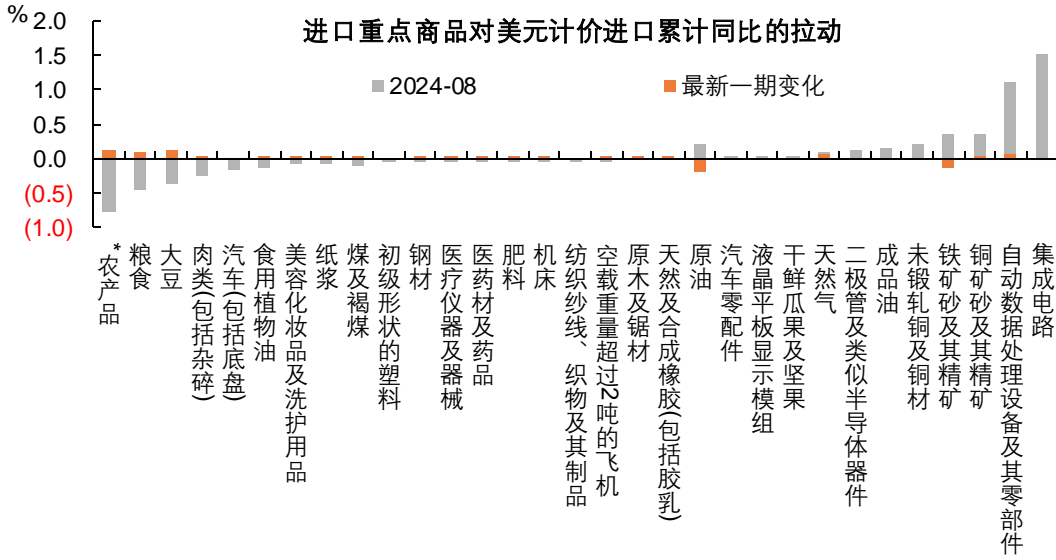 %
进口重点商品对美元计价进口累计同比的拉动
2024-08
最新一期变化
2.0
1.5
1.0
0.5
0.0
(0.5)
(1.0)
农产品*
粮食
大豆
肉类(包括杂碎)
汽车(包括底盘)
食用植物油
美容化妆品及洗护用品
纸浆
煤及褐煤
初级形状的塑料
钢材
医疗仪器及器械
医药材及药品
肥料
机床
纺织纱线、织物及其制品
空载重量超过2吨的飞机
原木及锯材
天然及合成橡胶(包括胶乳)
原油
汽车零配件
液晶平板显示模组
干鲜瓜果及坚果
天然气
二极管及类似半导体器件
成品油
未锻轧铜及铜材
铁矿砂及其精矿
铜矿砂及其精矿
自动数据处理设备及其零部件
集成电路